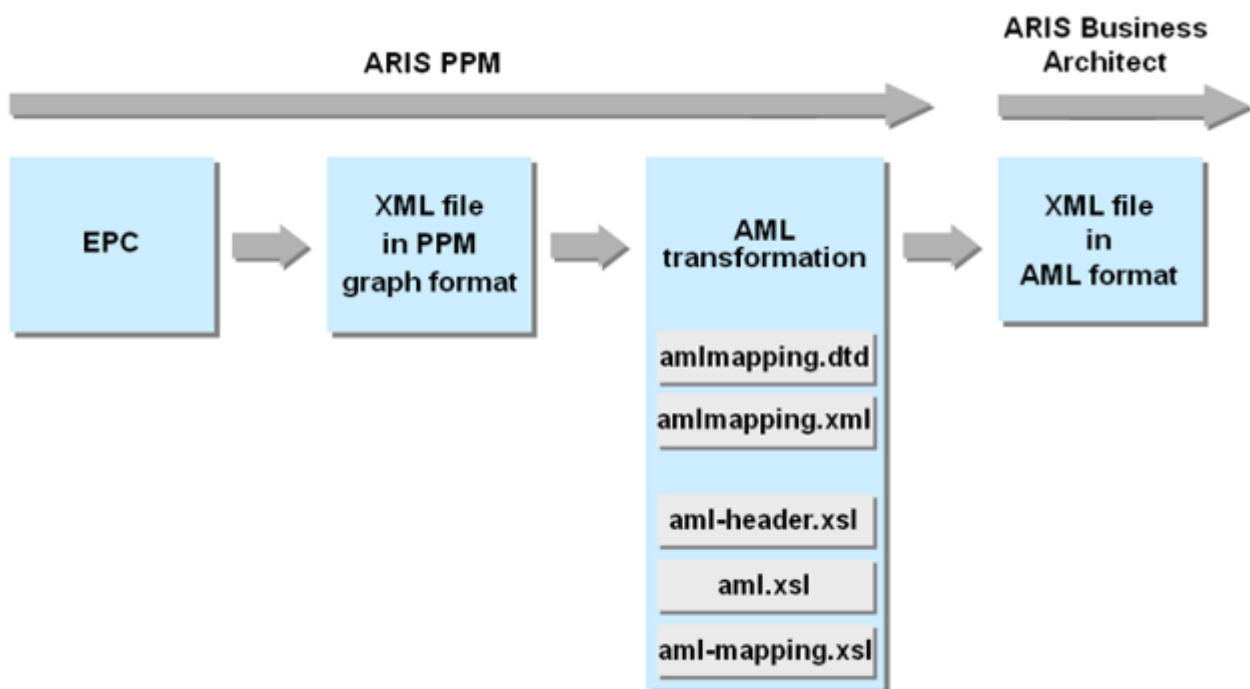 ARIS PPM
ARIS Business
Architect
EPC
XML file
in PPM
graph format
AML
transformation
XML file
in
AML format
amlmapping.dtd
amlmapping.xml
aml-header.xsl
aml.xsl
aml-mapping.xsl